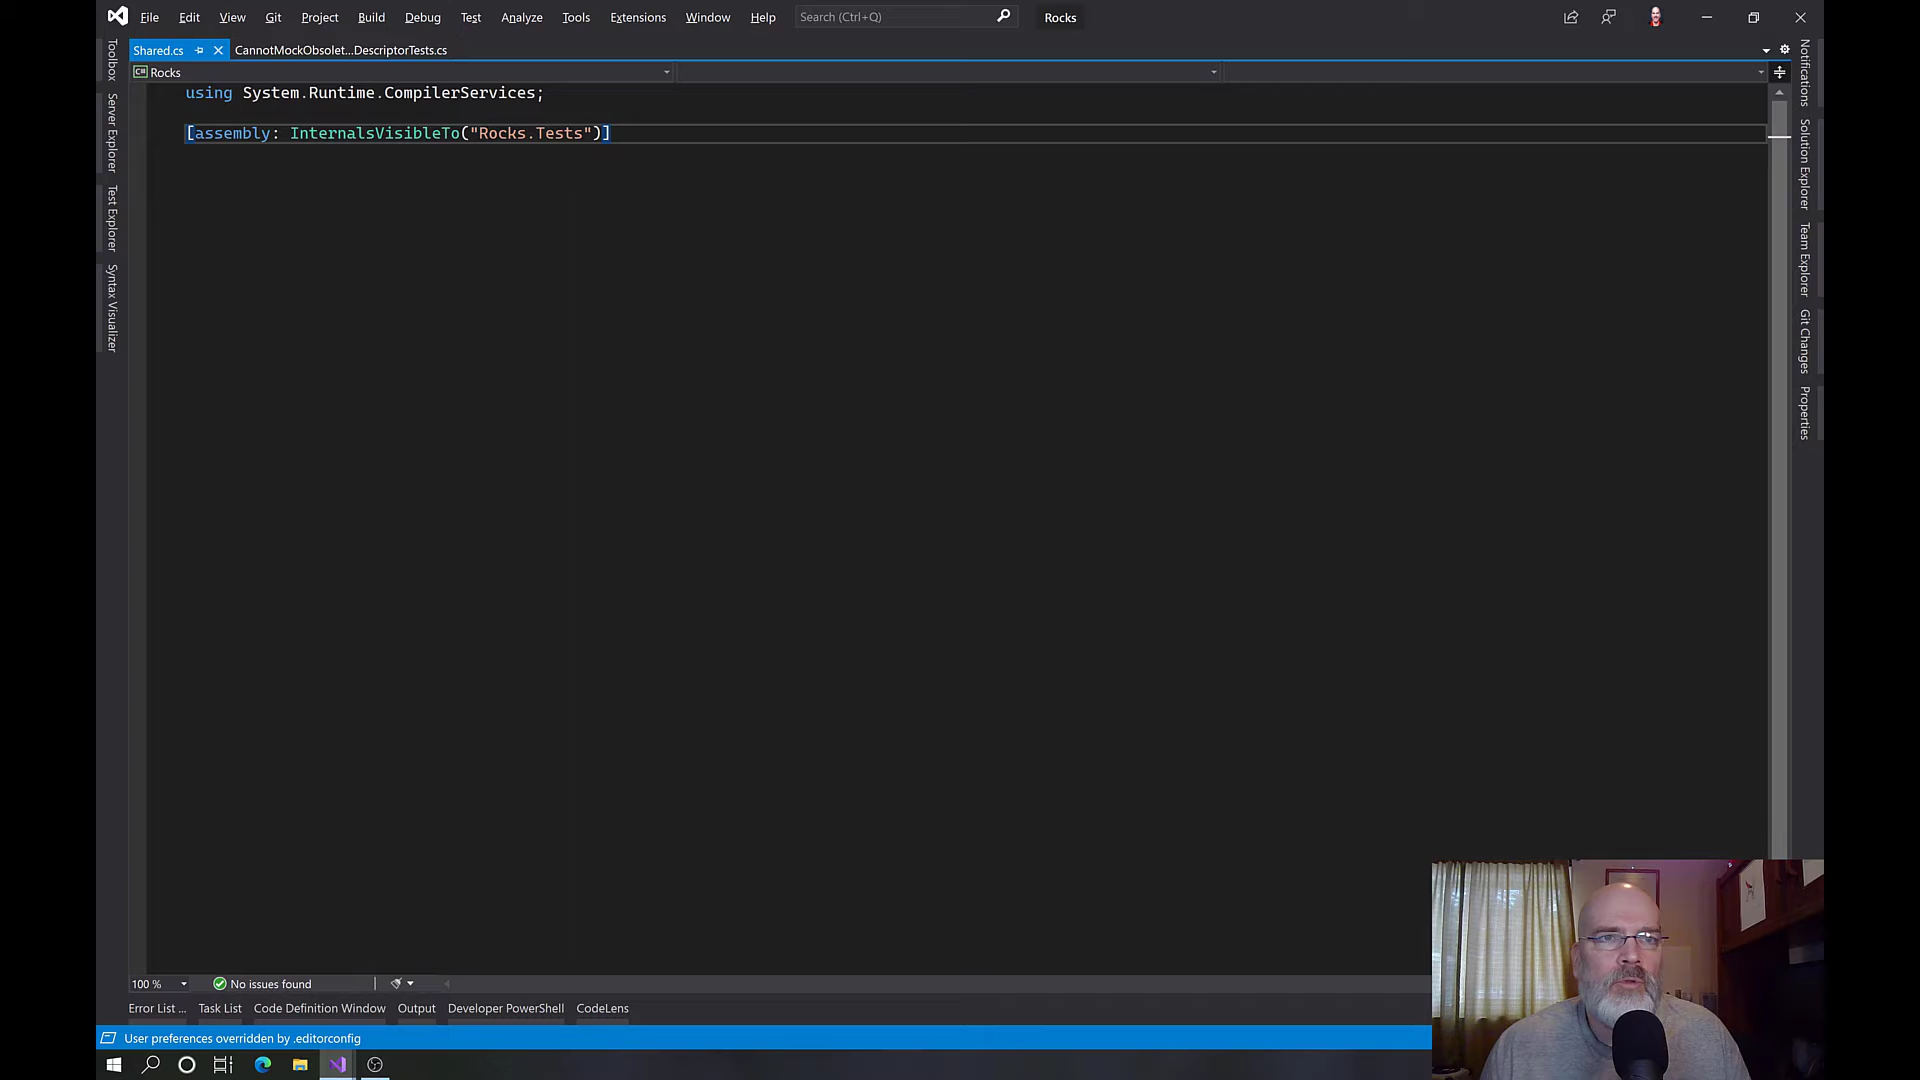 File Edit View Git Project Build Debug Test Analyze Tools Extensions Window Help Search (Ctrl+Q) Rocks
Shared.cs CannotMockObsolet...DescriptorTests.cs
C# Rocks
using System.Runtime.CompilerServices;
[assembly: InternalsVisibleTo("Rocks.Tests")]
Toolbox
Server Explorer
Test Explorer
Syntax Visualizer
Notifications
Solution Explorer
Team Explorer
Git Changes
Properties
100 % No issues found
Error List ... Task List Code Definition Window Output Developer PowerShell CodeLens
User preferences overridden by .editorconfig